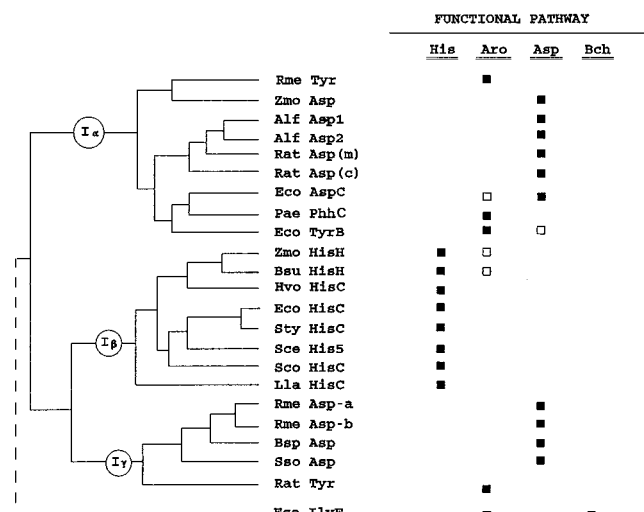 FUNCTIONAL PATHWAY
His Aro Asp Bch
Rme Tyr
Zmo Asp
Iα
Alf Asp1
Alf Asp2
Rat Asp(m)
Rat Asp(c)
Eco AspC
Pae PhhC
Eco TyrB
Zmo HisH
Bsu HisH
Hvo HisC
Eco HisC
Sty HisC
Iβ
Sce His5
Sco HisC
Lla HisC
Rme Asp-a
Rme Asp-b
Bsp Asp
Iγ
Sso Asp
Rat Tyr